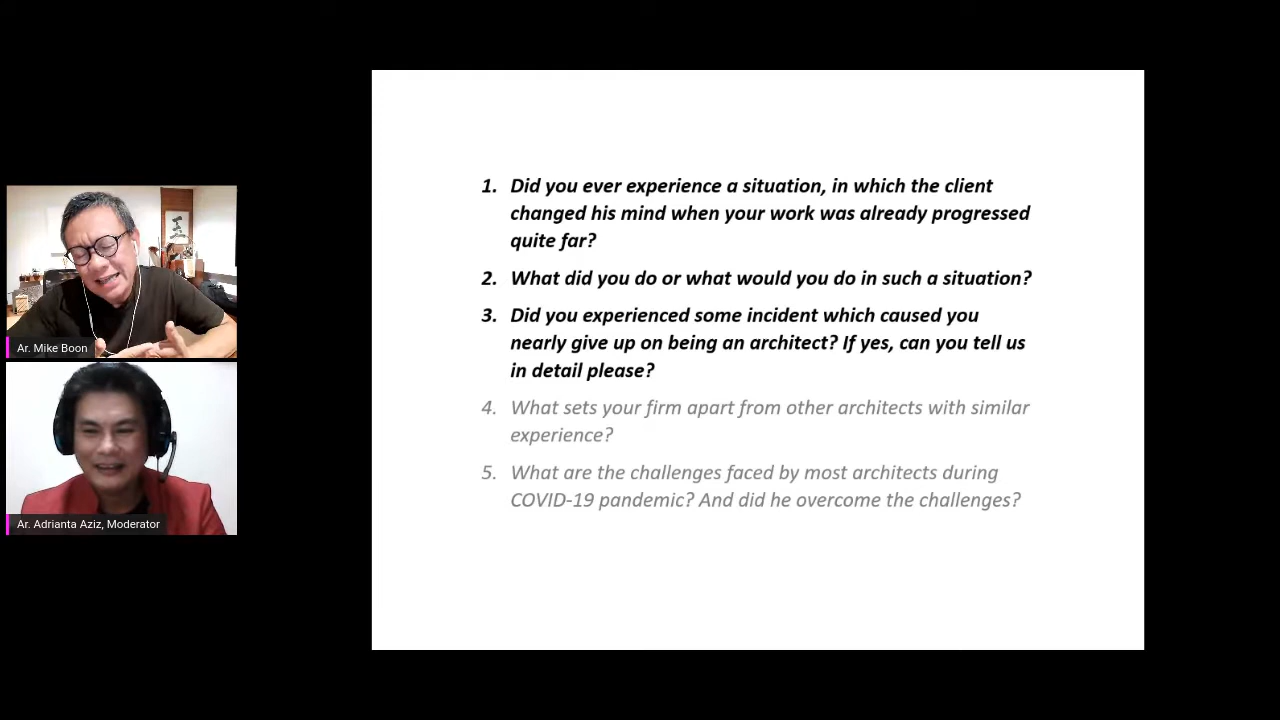 Ar. Mike Boon
Ar. Adrianta Aziz, Moderator
1. Did you ever experience a situation, in which the client
changed his mind when your work was already progressed
quite far?
2. What did you do or what would you do in such a situation?
3. Did you experienced some incident which caused you
nearly give up on being an architect? If yes, can you tell us
in detail please?
4. What sets your firm apart from other architects with similar
experience?
5. What are the challenges faced by most architects during
COVID-19 pandemic? And did he overcome the challenges?